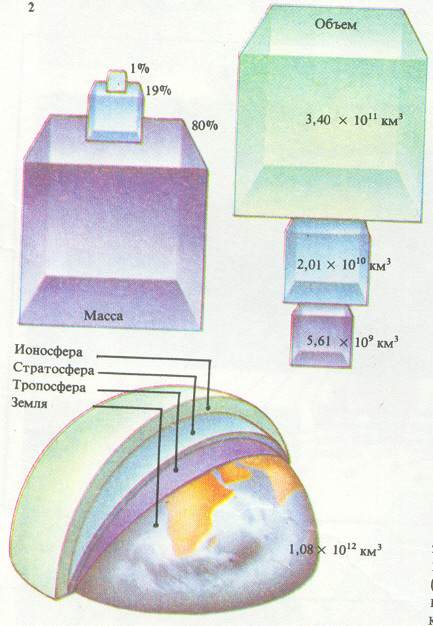 2
1%
19%
80%
Масса
Объем
3,40 × 10¹¹ км³
2,01 × 10¹⁰ км³
5,61 × 10⁹ км³
Ионосфера
Стратосфера
Тропосфера
Земля
1,08 × 10¹² км³